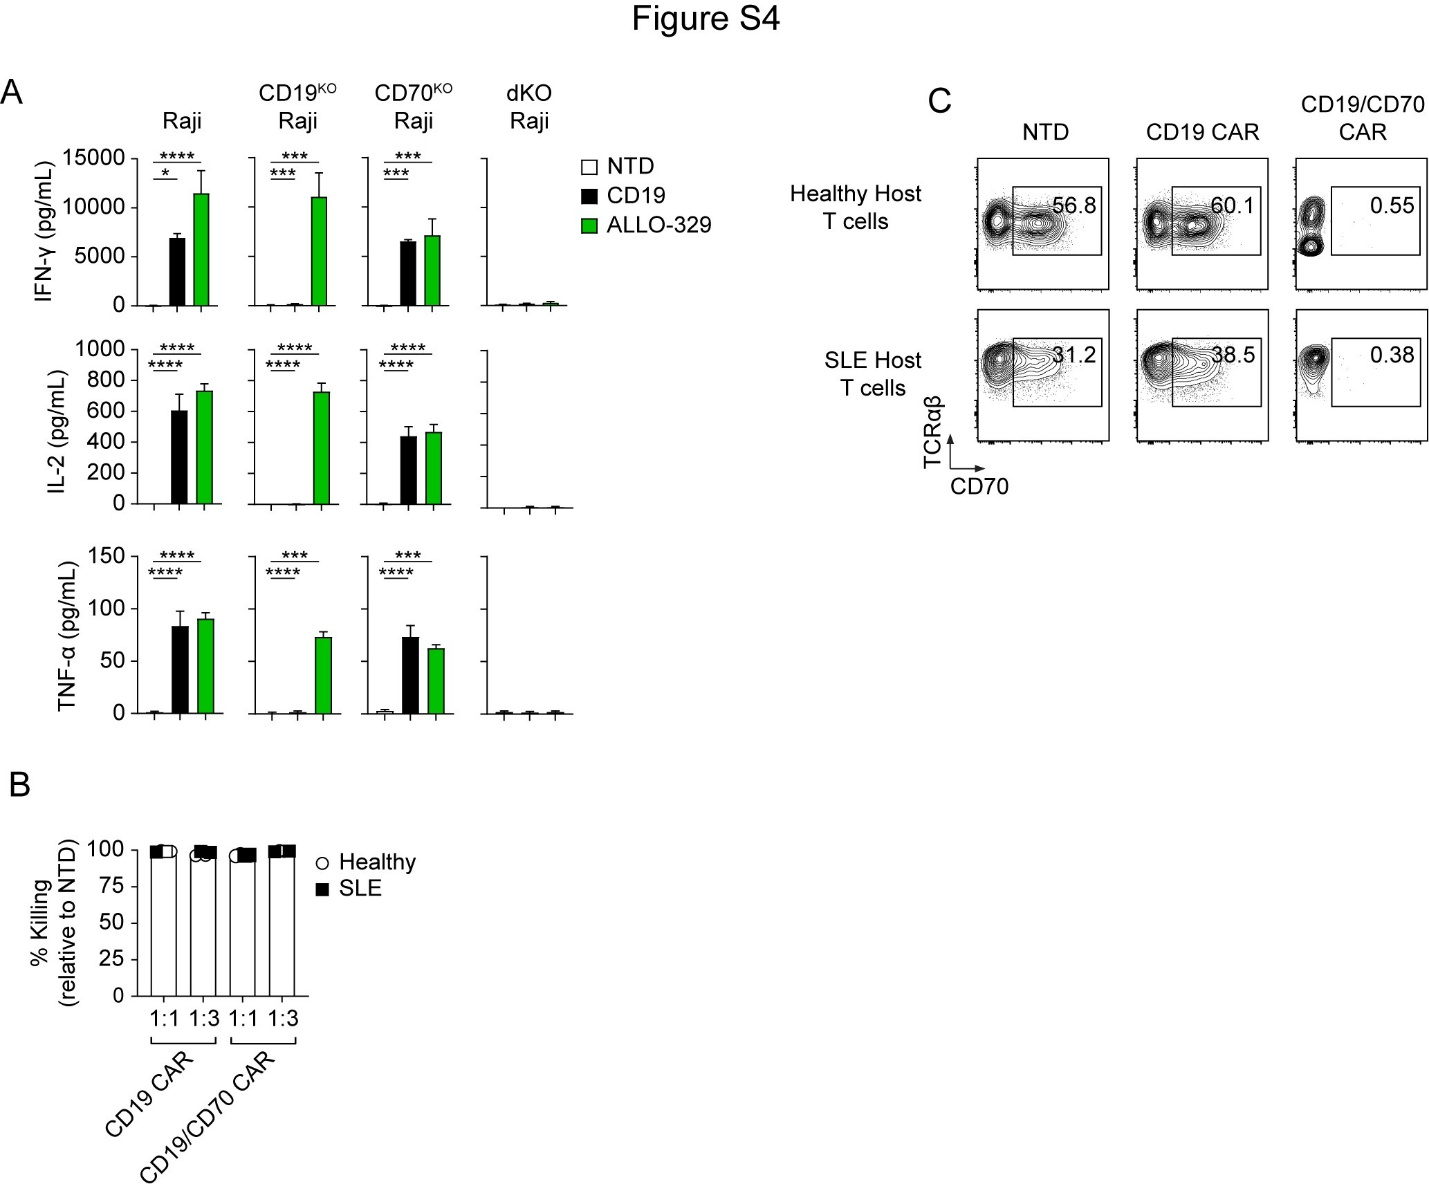 Figure S4
A
Raji
CD19KO
Raji
CD70KO
Raji
dKO
Raji
NTD
CD19
ALLO-329
IFN-γ (pg/mL)
15000
10000
5000
0
****
*
***
***
***
***
IL-2 (pg/mL)
1000
800
600
400
200
0
****
****
****
****
****
****
TNF-α (pg/mL)
150
100
50
0
****
****
***
****
***
****
B
% Killing
(relative to NTD)
100
75
50
25
0
Healthy
SLE
1:1 1:3 1:1 1:3
CD19 CAR
CD19/CD70 CAR
C
NTD
CD19 CAR
CD19/CD70
CAR
Healthy Host
T cells
56.8
60.1
0.55
SLE Host
T cells
31.2
38.5
0.38
TCRαβ
CD70